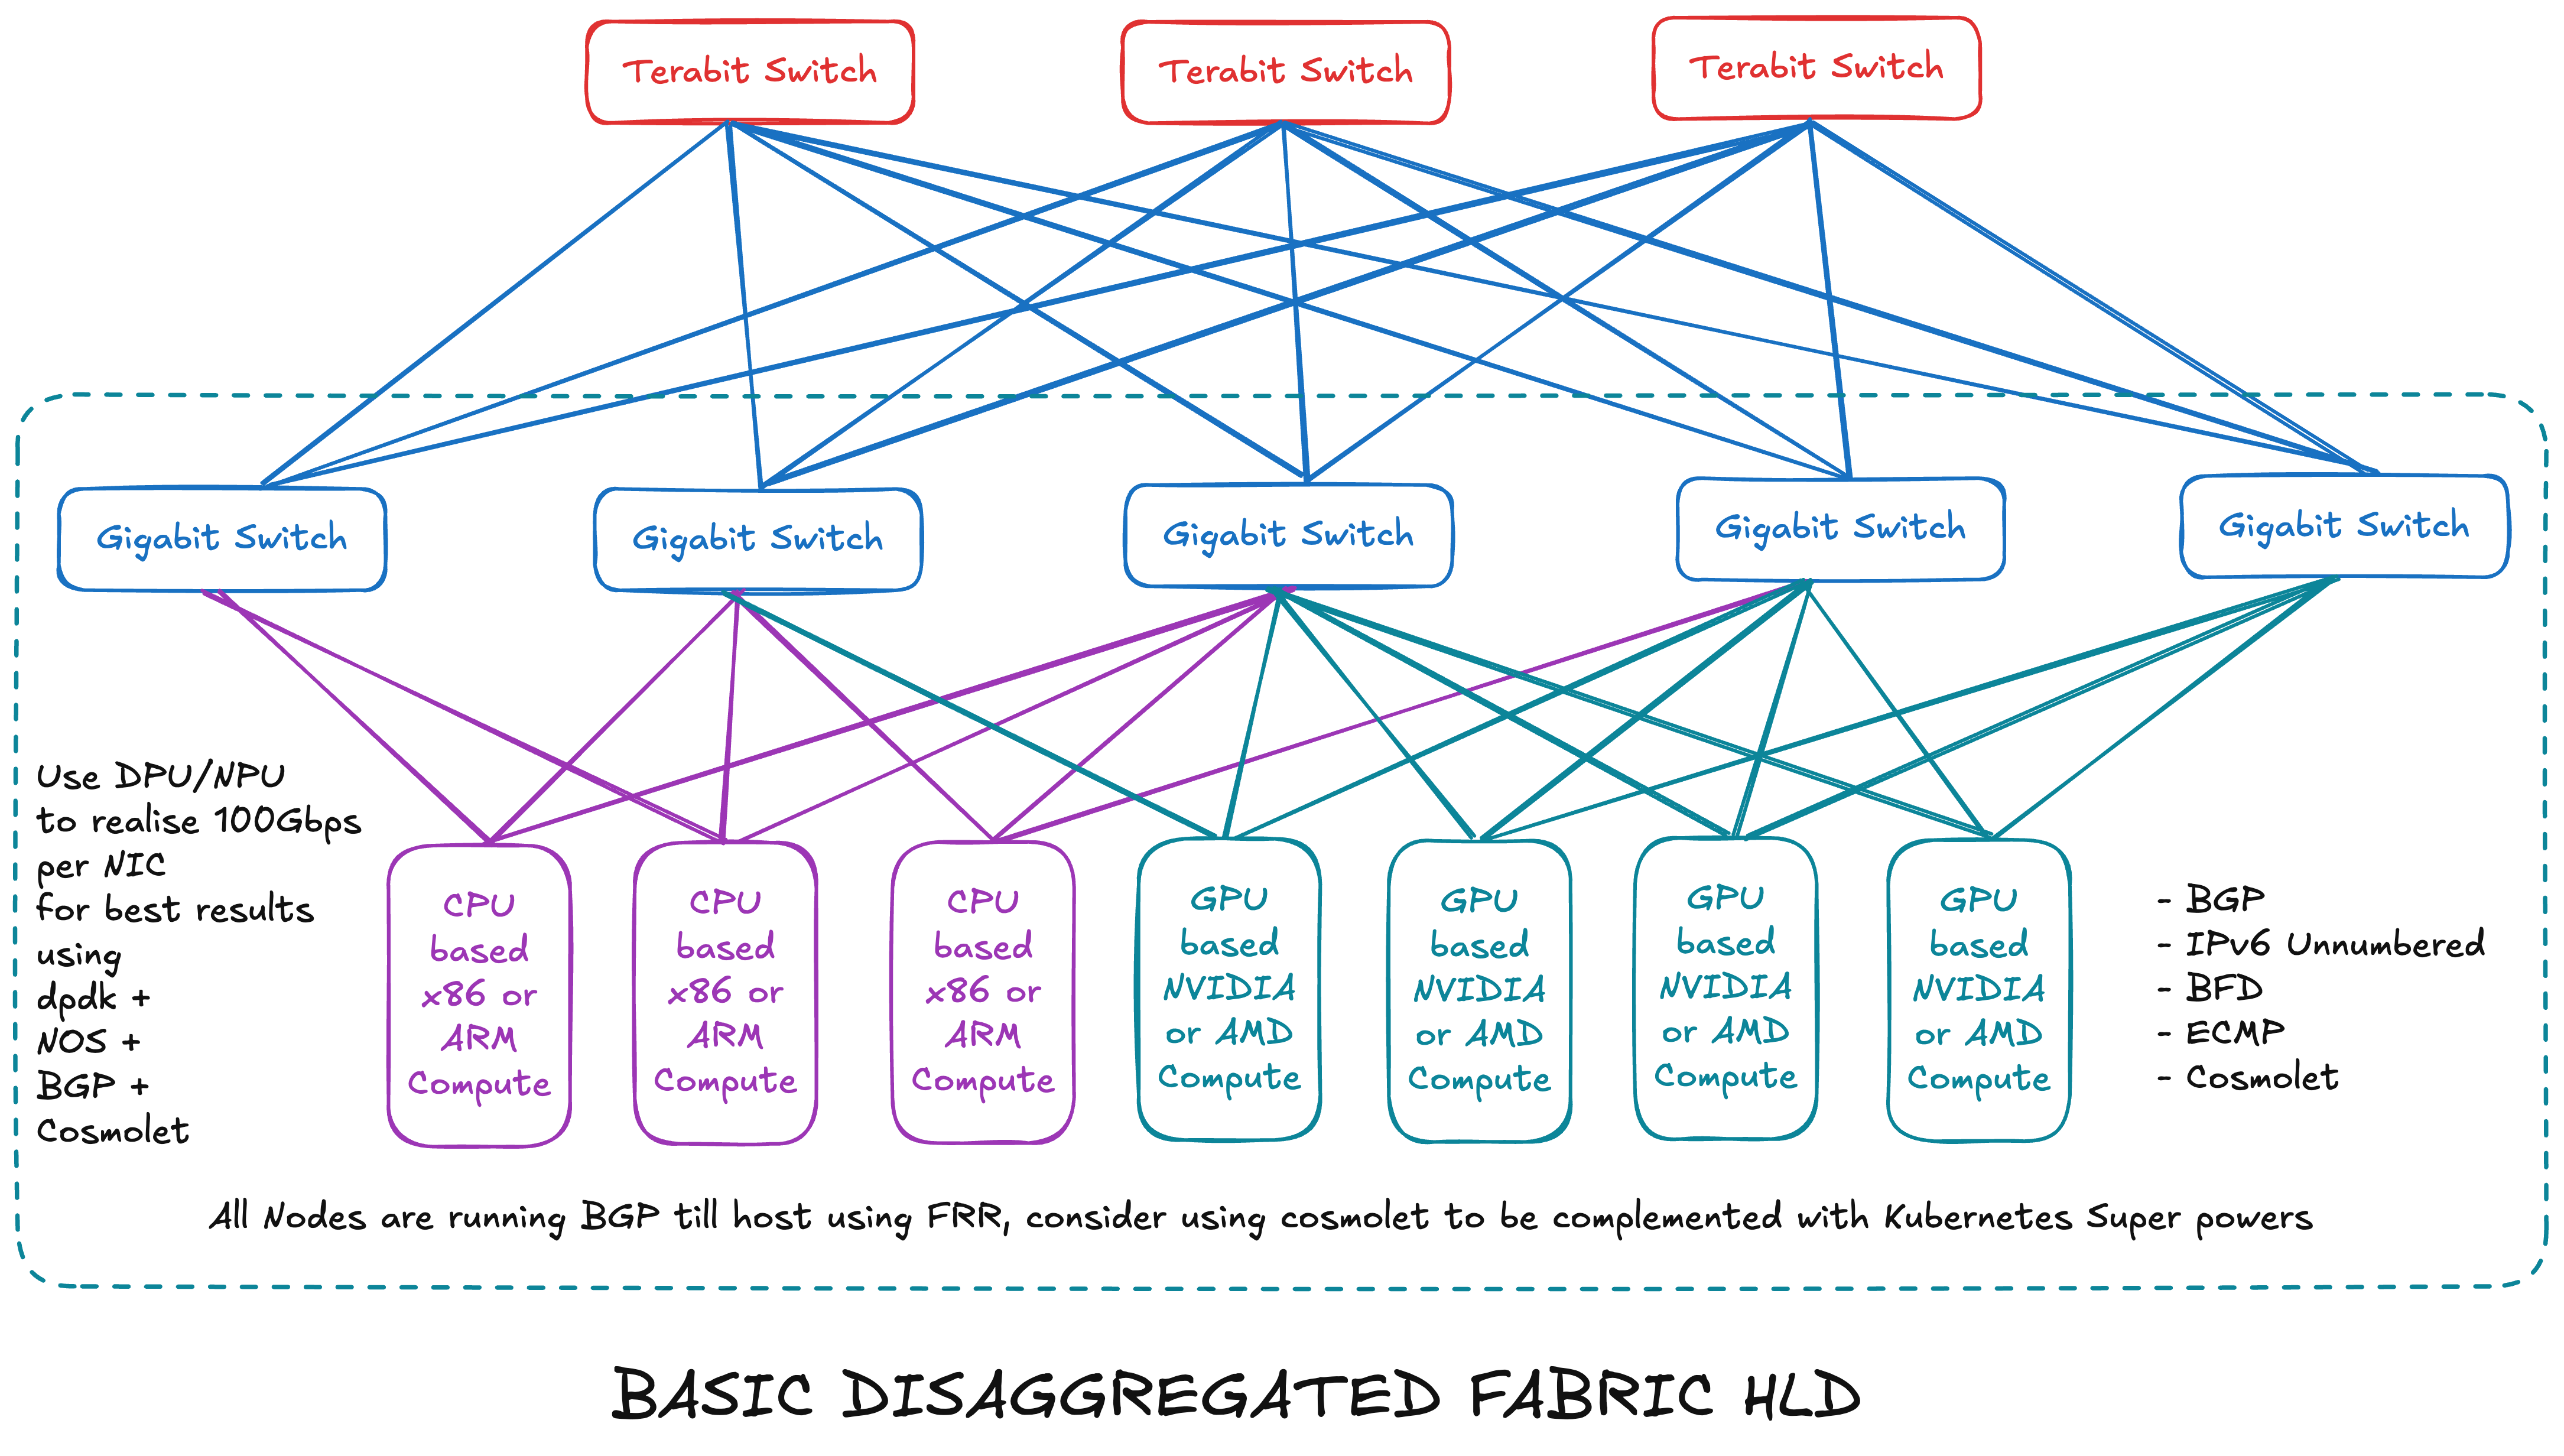 Terabit Switch
Terabit Switch
Terabit Switch
Gigabit Switch
Gigabit Switch
Gigabit Switch
Gigabit Switch
Gigabit Switch
Use DPU/NPU
to realise 100Gbps
per NIC
for best results
using
dpdk +
NOS +
BGP +
Cosmolet
CPU
based
x86 or
ARM
Compute
CPU
based
x86 or
ARM
Compute
CPU
based
x86 or
ARM
Compute
GPU
based
NVIDIA
or AMD
Compute
GPU
based
NVIDIA
or AMD
Compute
GPU
based
NVIDIA
or AMD
Compute
GPU
based
NVIDIA
or AMD
Compute
- BGP
- IPv6 Unnumbered
- BFD
- ECMP
- Cosmolet
All Nodes are running BGP till host using FRR, consider using cosmolet to be complemented with Kubernetes Super powers
BASIC DISAGGREGATED FABRIC HLD